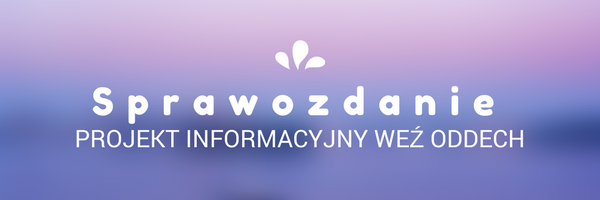 Sprawozdanie
PROJEKT INFORMACYJNY WEŹ ODDECH